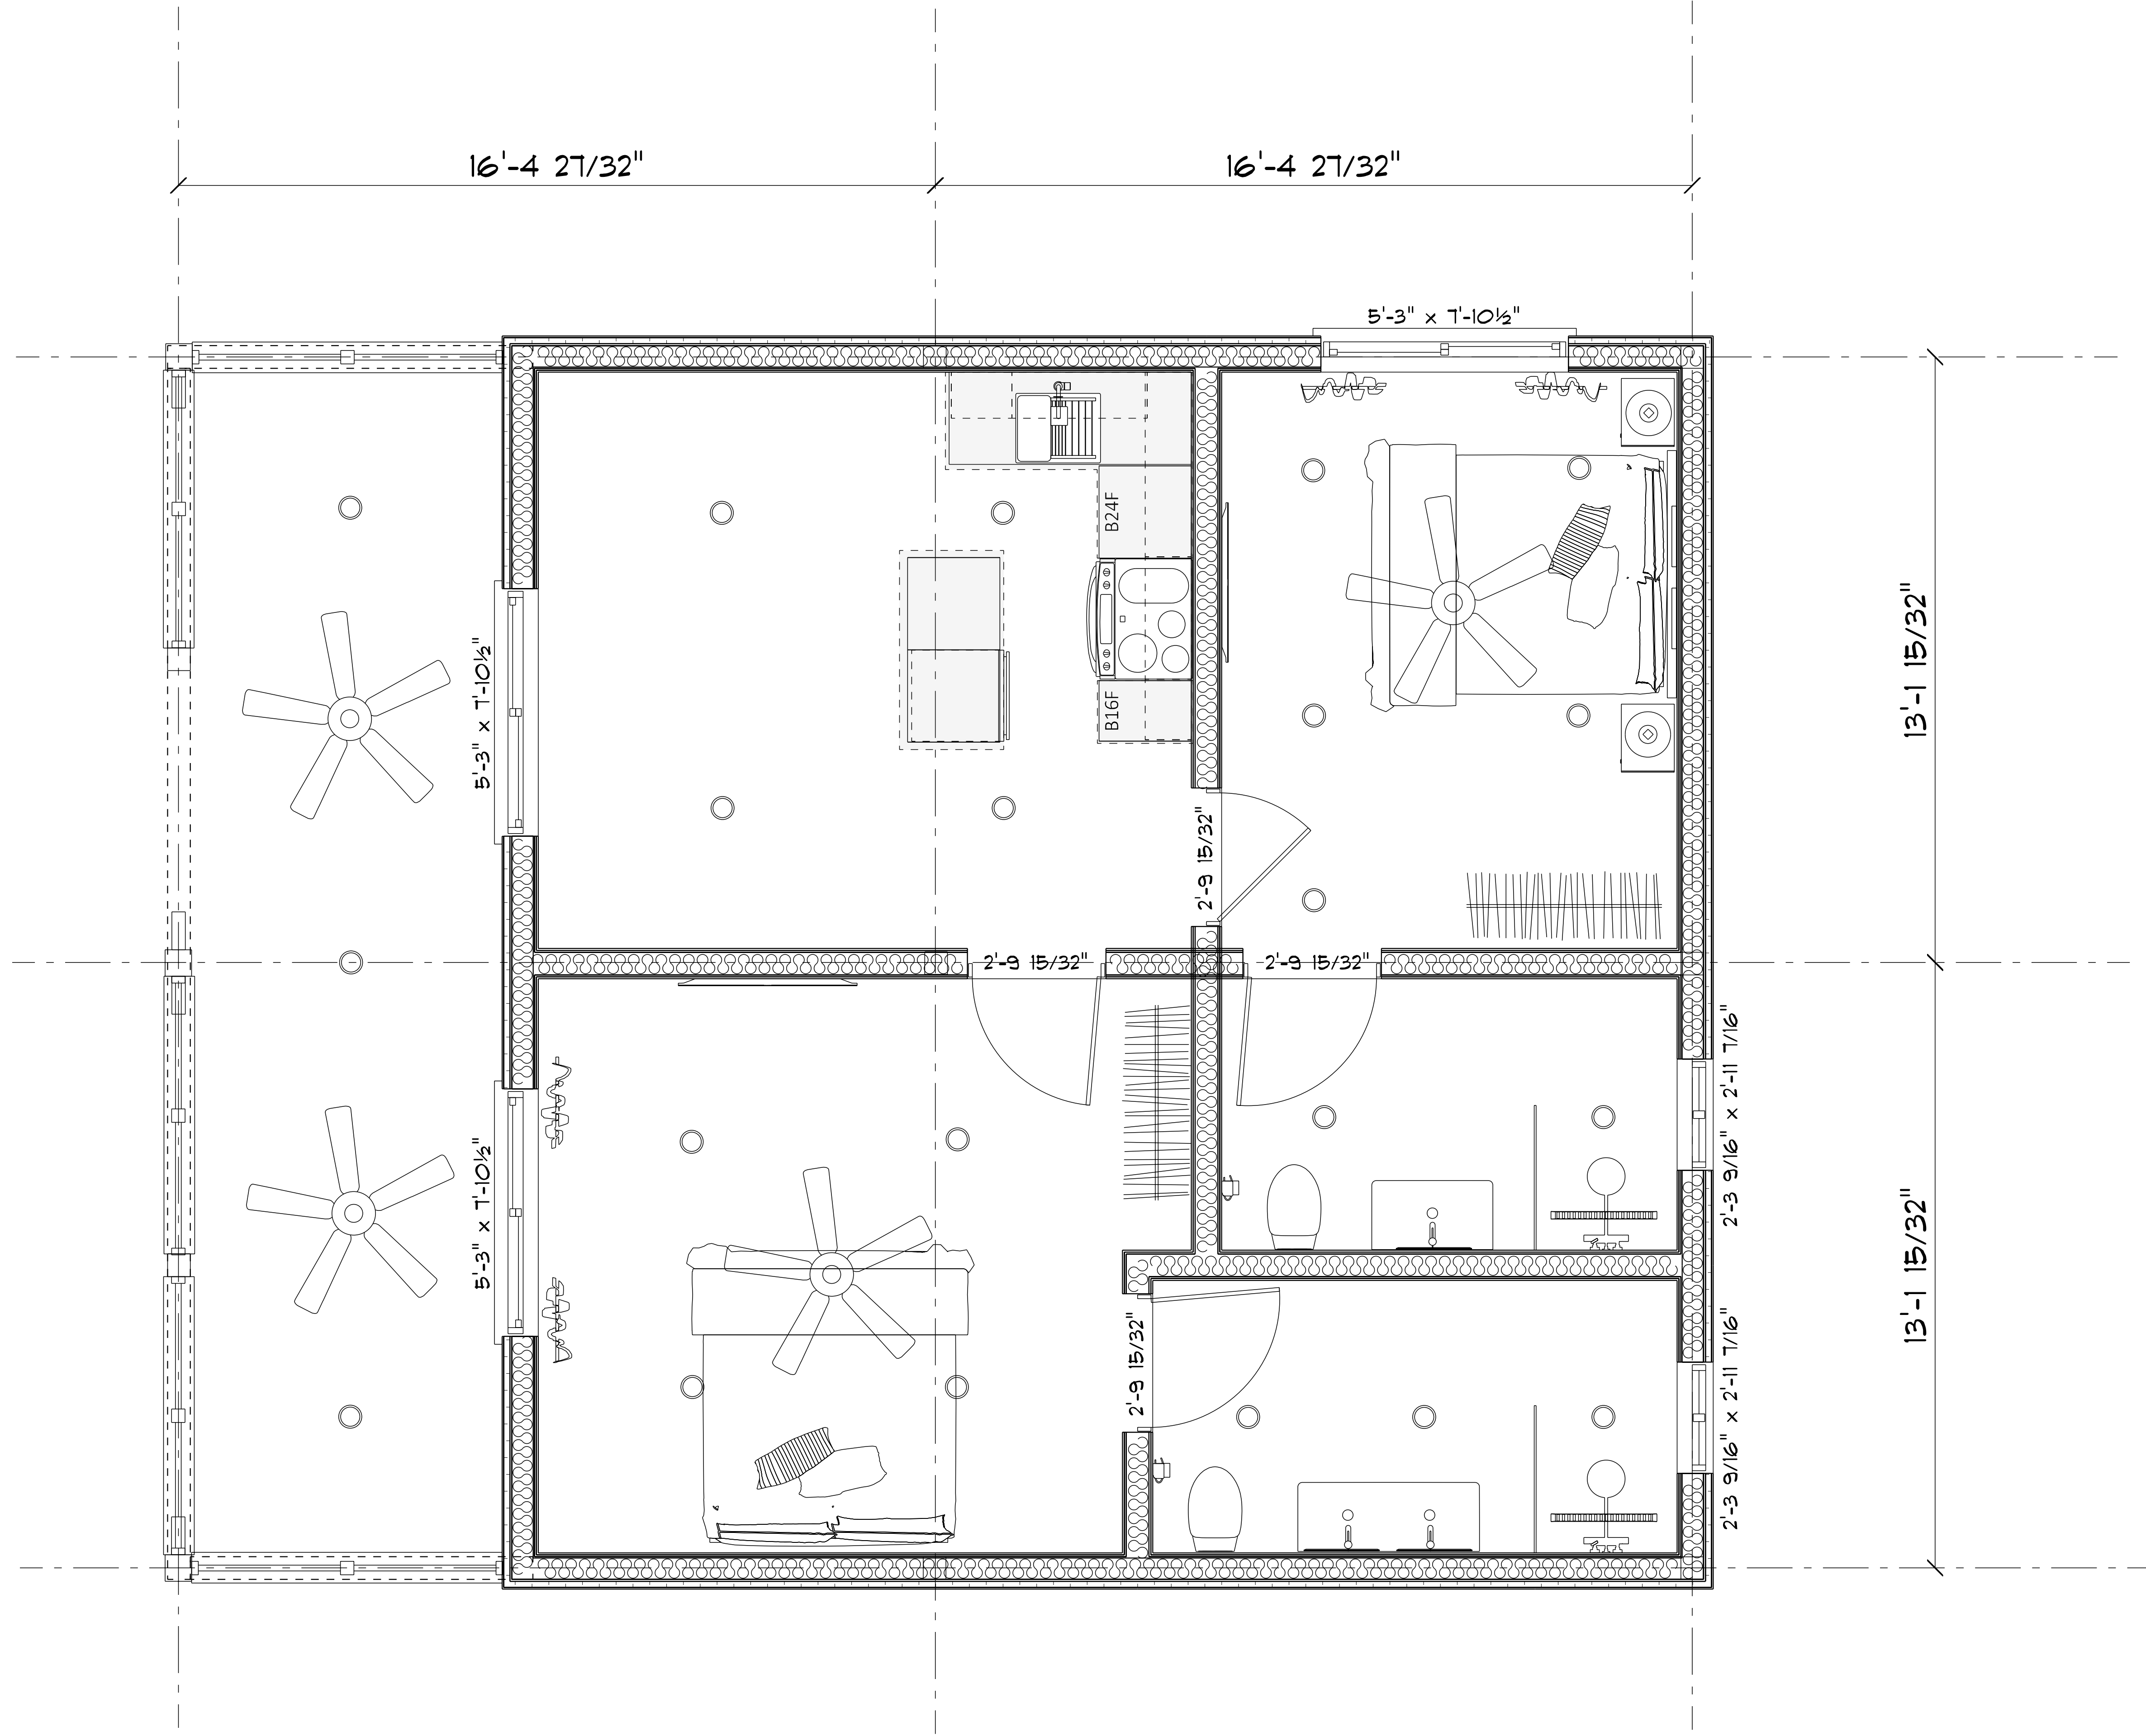 16'-4 27/32"
16'-4 27/32"
5'-3" x 7'-10½"
B24F
13'-1 15/32"
5'-3" x 7'-10½"
B16F
2'-9 15/32"
2'-9 15/32"
2'-9 15/32"
2'-3 9/16" x 2'-11 7/16"
5'-3" x 7'-10½"
13'-1 15/32"
2'-9 15/32"
2'-3 9/16" x 2'-11 7/16"